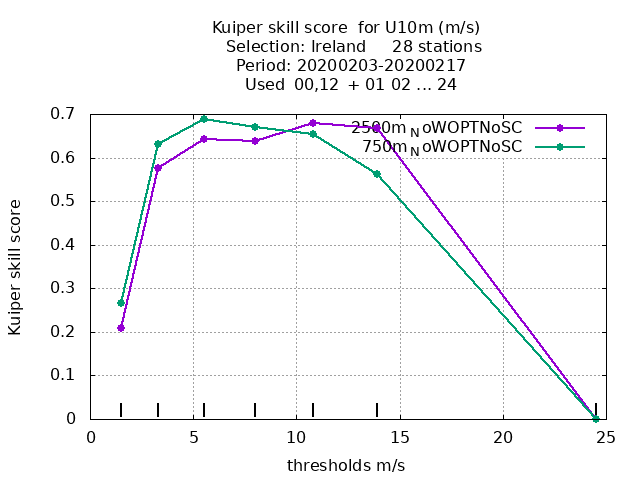 Kuiper skill score for U10m (m/s)
Selection: Ireland 28 stations
Period: 20200203-20200217
Used 00,12 + 01 02 ... 24
2500m_NoWOPTNoSC
750m_NoWOPTNoSC
Kuiper skill score
0.7
0.6
0.5
0.4
0.3
0.2
0.1
0
0 5 10 15 20 25
thresholds m/s